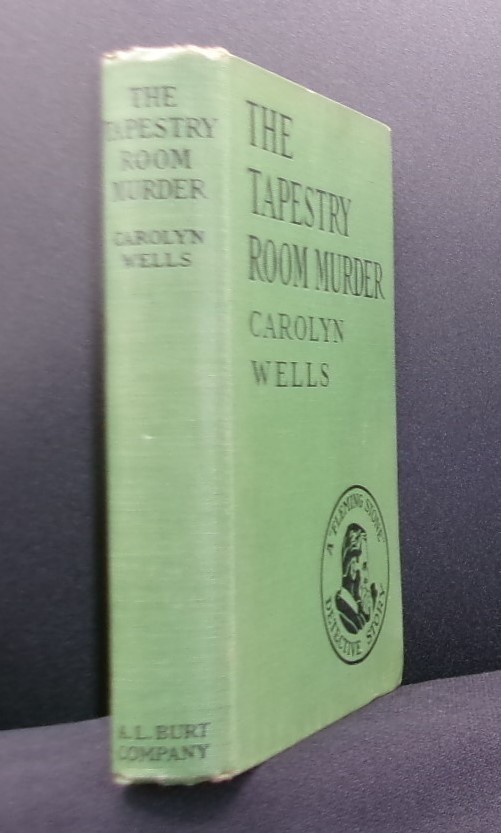 THE
TAPESTRY
ROOM
MURDER
CAROLYN
WELLS
A.L. BURT
COMPANY
THE
TAPESTRY
ROOM MURDER
CAROLYN
WELLS
A FLEMING STONE
DETECTIVE STORY